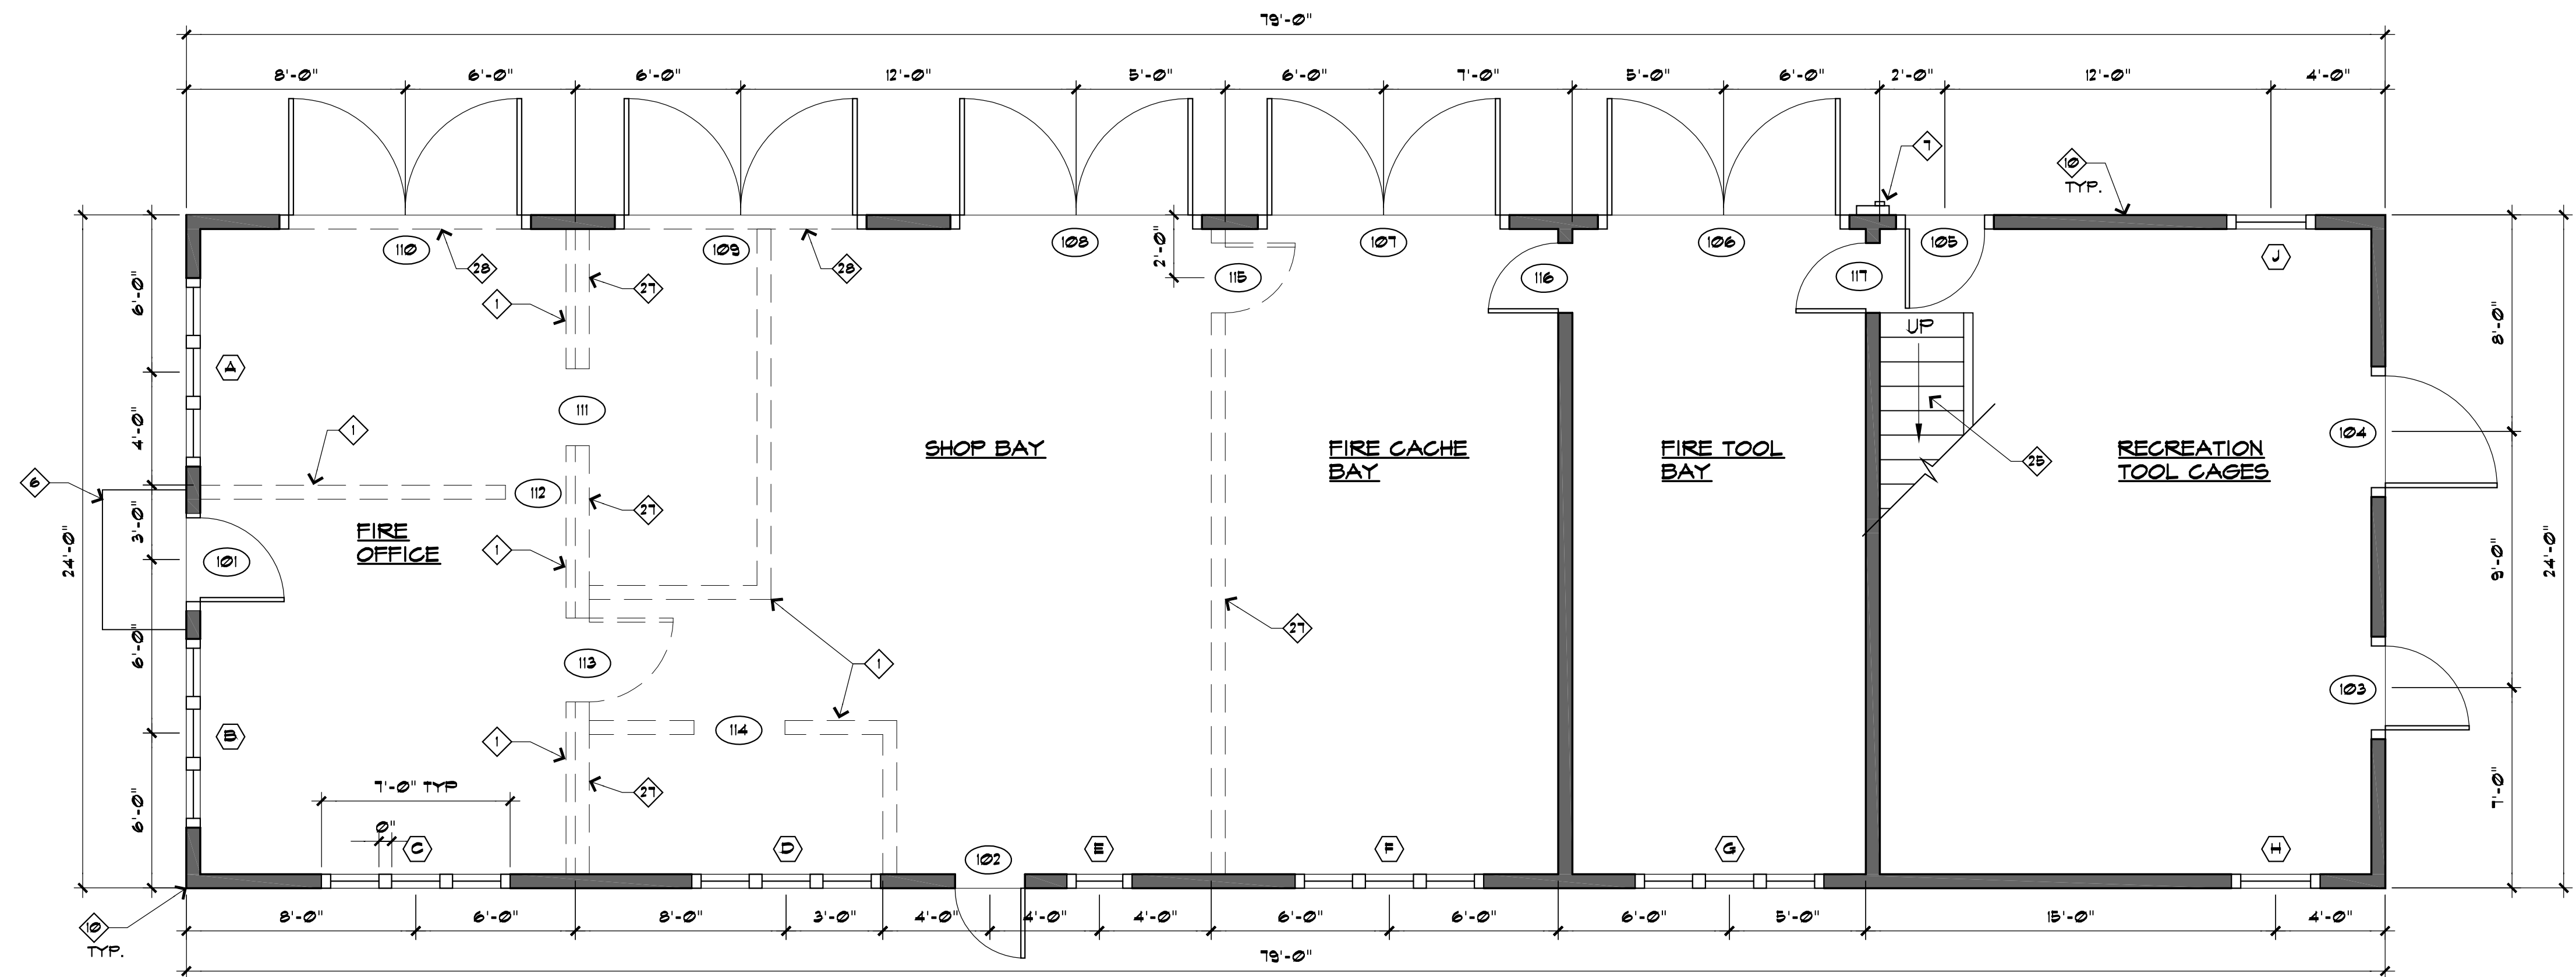 79'-0"
8'-0" 6'-0" 6'-0" 12'-0" 5'-0" 6'-0" 7'-0" 5'-0" 6'-0" 2'-0" 12'-0" 4'-0"
7
10
TYP.
110 109 108 107 106 105
28 28
2'-0"
115 116 117
J
27
1
6'-0"
8'-0"
UP
A
111
1
4'-0"
104
SHOP BAY
FIRE CACHE
BAY
FIRE TOOL
BAY
25
RECREATION
TOOL CAGES
6
112
27
3'-0"
FIRE
OFFICE
1
24'-0"
101
9'-0"
24'-0"
27
6'-0"
113
1
103
B
114
1
27
7'-0" TYP
6'-0"
7'-0"
0"
C D E F G H
102
8'-0" 6'-0" 8'-0" 3'-0" 4'-0" 4'-0" 4'-0" 6'-0" 6'-0" 6'-0" 5'-0" 15'-0" 4'-0"
10
TYP.
79'-0"